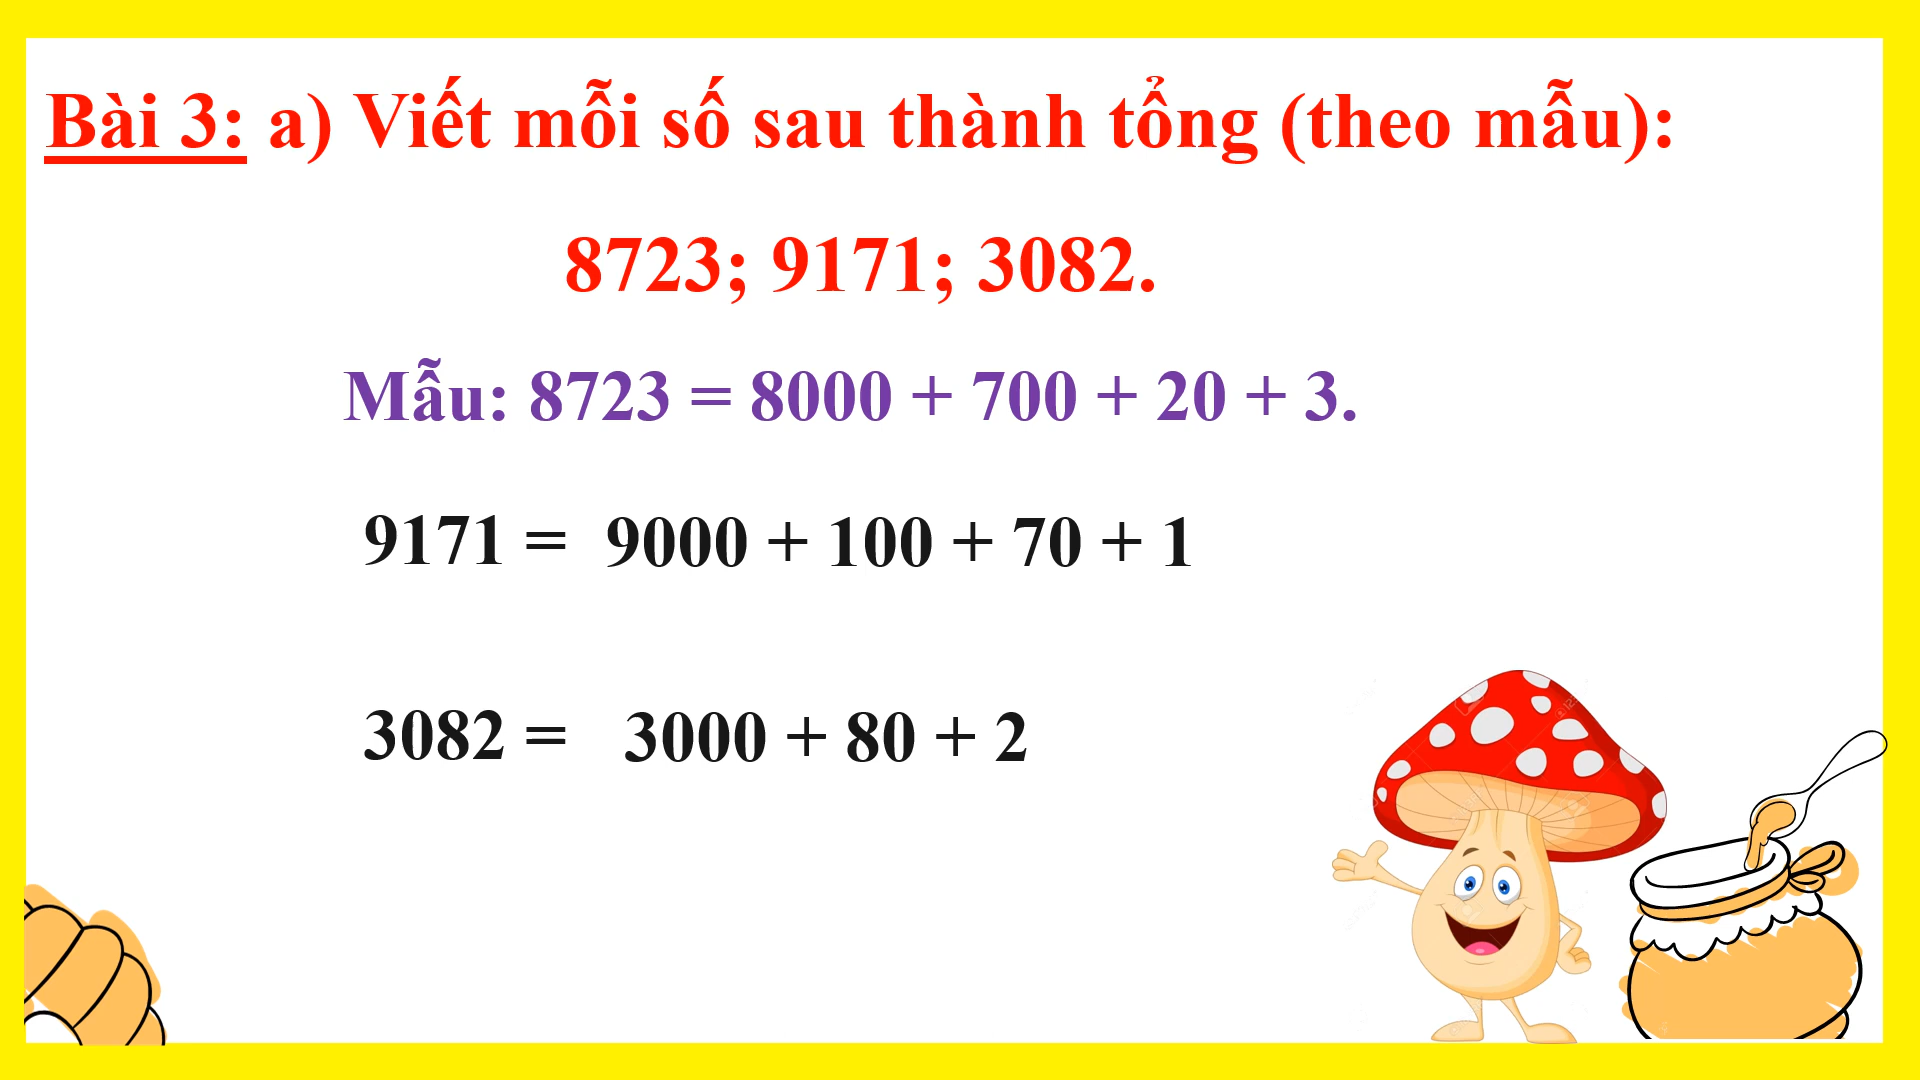 Bài 3: a) Viết mỗi số sau thành tổng (theo mẫu):
8723; 9171; 3082.
Mẫu: 8723 = 8000 + 700 + 20 + 3.
9171 = 9000 + 100 + 70 + 1
3082 = 3000 + 80 + 2